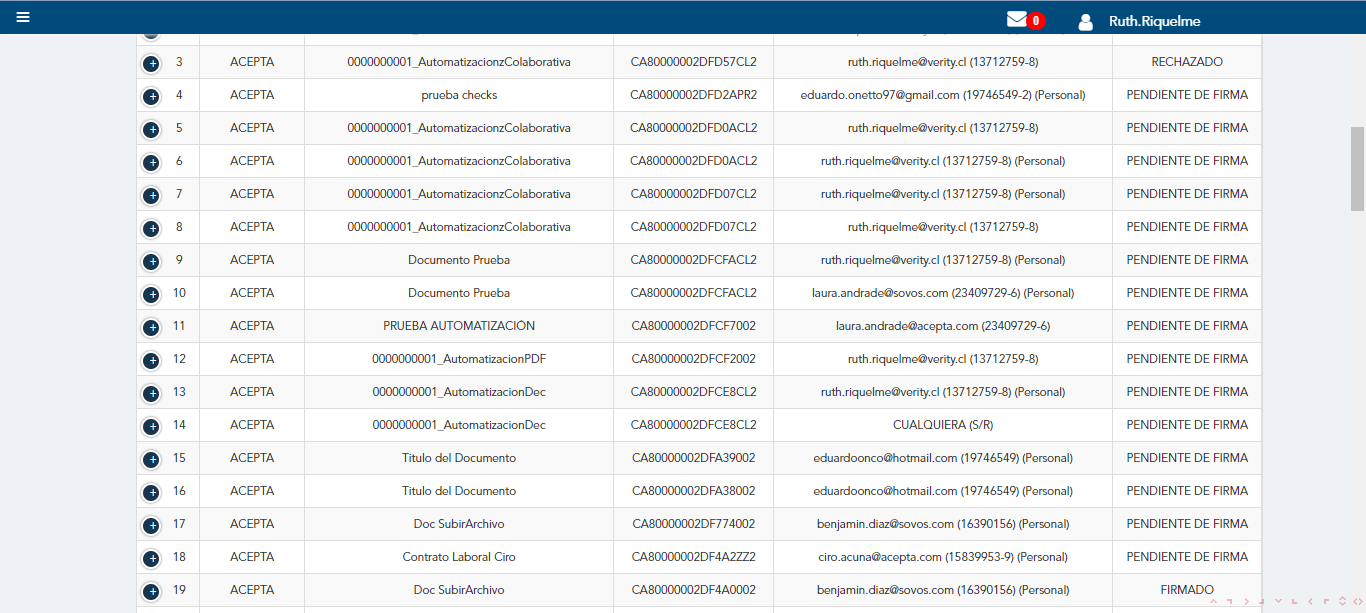 0 Ruth.Riquelme
3 ACEPTA 0000000001_AutomatizacionzColaborativa CA80000002DFD57CL2 ruth.riquelme@verity.cl (13712759-8) RECHAZADO
4 ACEPTA prueba checks CA80000002DFD2APR2 eduardo.onetto97@gmail.com (19746549-2) (Personal) PENDIENTE DE FIRMA
5 ACEPTA 0000000001_AutomatizacionzColaborativa CA80000002DFD0ACL2 ruth.riquelme@verity.cl (13712759-8) PENDIENTE DE FIRMA
6 ACEPTA 0000000001_AutomatizacionzColaborativa CA80000002DFD0ACL2 ruth.riquelme@verity.cl (13712759-8) (Personal) PENDIENTE DE FIRMA
7 ACEPTA 0000000001_AutomatizacionzColaborativa CA80000002DFD07CL2 ruth.riquelme@verity.cl (13712759-8) (Personal) PENDIENTE DE FIRMA
8 ACEPTA 0000000001_AutomatizacionzColaborativa CA80000002DFD07CL2 ruth.riquelme@verity.cl (13712759-8) PENDIENTE DE FIRMA
9 ACEPTA Documento Prueba CA80000002DFCFACL2 ruth.riquelme@verity.cl (13712759-8) (Personal) PENDIENTE DE FIRMA
10 ACEPTA Documento Prueba CA80000002DFCFACL2 laura.andrade@sovos.com (23409729-6) (Personal) PENDIENTE DE FIRMA
11 ACEPTA PRUEBA AUTOMATIZACIÓN CA80000002DFCF7002 laura.andrade@acepta.com (23409729-6) PENDIENTE DE FIRMA
12 ACEPTA 0000000001_AutomatizacionPDF CA80000002DFCF2002 ruth.riquelme@verity.cl (13712759-8) PENDIENTE DE FIRMA
13 ACEPTA 0000000001_AutomatizacionDec CA80000002DFCE8CL2 ruth.riquelme@verity.cl (13712759-8) (Personal) PENDIENTE DE FIRMA
14 ACEPTA 0000000001_AutomatizacionDec CA80000002DFCE8CL2 CUALQUIERA (S/R) PENDIENTE DE FIRMA
15 ACEPTA Titulo del Documento CA80000002DFA39002 eduardoonco@hotmail.com (19746549) (Personal) PENDIENTE DE FIRMA
16 ACEPTA Titulo del Documento CA80000002DFA38002 eduardoonco@hotmail.com (19746549) (Personal) PENDIENTE DE FIRMA
17 ACEPTA Doc SubirArchivo CA80000002DF774002 benjamin.diaz@sovos.com (16390156) (Personal) PENDIENTE DE FIRMA
18 ACEPTA Contrato Laboral Ciro CA80000002DF4A2ZZ2 ciro.acuna@acepta.com (15839953-9) (Personal) PENDIENTE DE FIRMA
19 ACEPTA Doc SubirArchivo CA80000002DF4A0002 benjamin.diaz@sovos.com (16390156) (Personal) FIRMADO